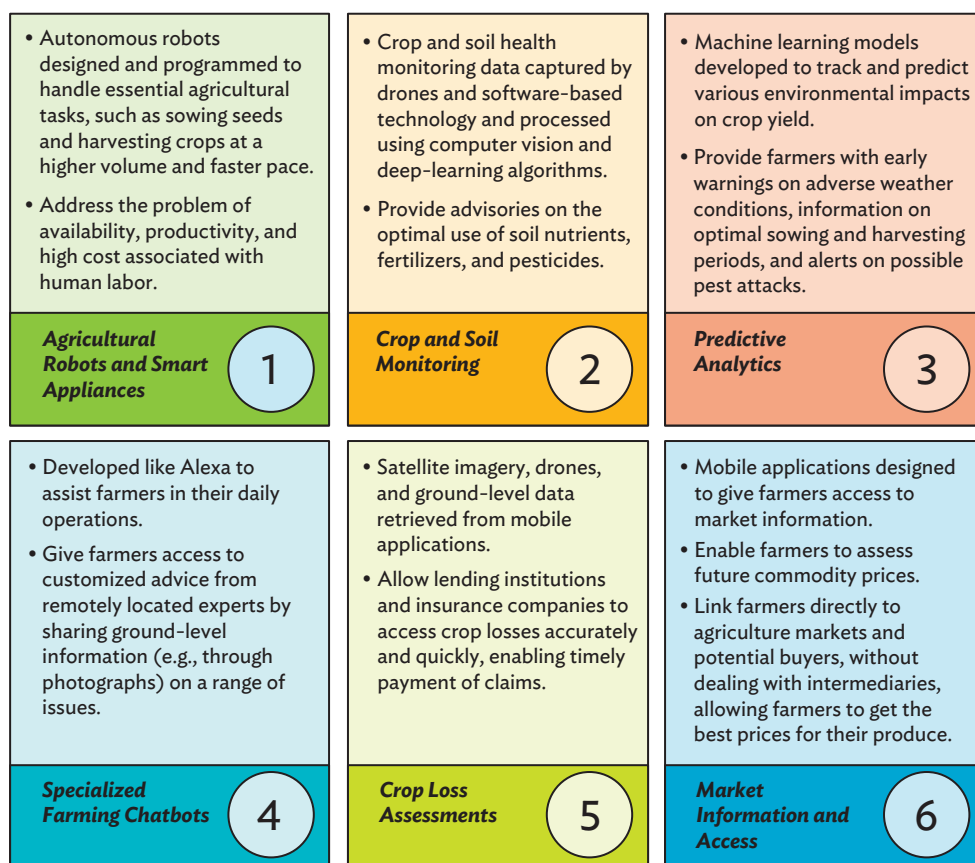 • Autonomous robots
designed and programmed to
handle essential agricultural
tasks, such as sowing seeds
and harvesting crops at a
higher volume and faster pace.
• Address the problem of
availability, productivity, and
high cost associated with
human labor.
Agricultural
Robots and Smart
Appliances
1
• Crop and soil health
monitoring data captured by
drones and software-based
technology and processed
using computer vision and
deep-learning algorithms.
• Provide advisories on the
optimal use of soil nutrients,
fertilizers, and pesticides.
Crop and Soil
Monitoring
2
• Machine learning models
developed to track and predict
various environmental impacts
on crop yield.
• Provide farmers with early
warnings on adverse weather
conditions, information on
optimal sowing and harvesting
periods, and alerts on possible
pest attacks.
Predictive
Analytics
3
• Developed like Alexa to
assist farmers in their daily
operations.
• Give farmers access to
customized advice from
remotely located experts by
sharing ground-level
information (e.g., through
photographs) on a range of
issues.
Specialized
Farming Chatbots
4
• Satellite imagery, drones,
and ground-level data
retrieved from mobile
applications.
• Allow lending institutions
and insurance companies to
access crop losses accurately
and quickly, enabling timely
payment of claims.
Crop Loss
Assessments
5
• Mobile applications designed
to give farmers access to
market information.
• Enable farmers to assess
future commodity prices.
• Link farmers directly to
agriculture markets and
potential buyers, without
dealing with intermediaries,
allowing farmers to get the
best prices for their produce.
Market
Information and
Access
6